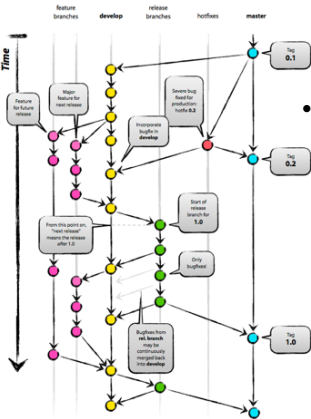 feature
branches
develop
release
branches
hotfixes
master
Time
Tag
0.1
Major
feature for
next release
Feature
for future
release
Severe bug
fixed for
production:
hotfix 0.2
Incorporate
bugfix in
develop
Tag
0.2
Start of
release
branch for
1.0
From this point on,
"next release"
means the release
after 1.0
Only
bugfixes!
Bugfixes from
rel. branch
may be
continuously
merged back
into develop
Tag
1.0